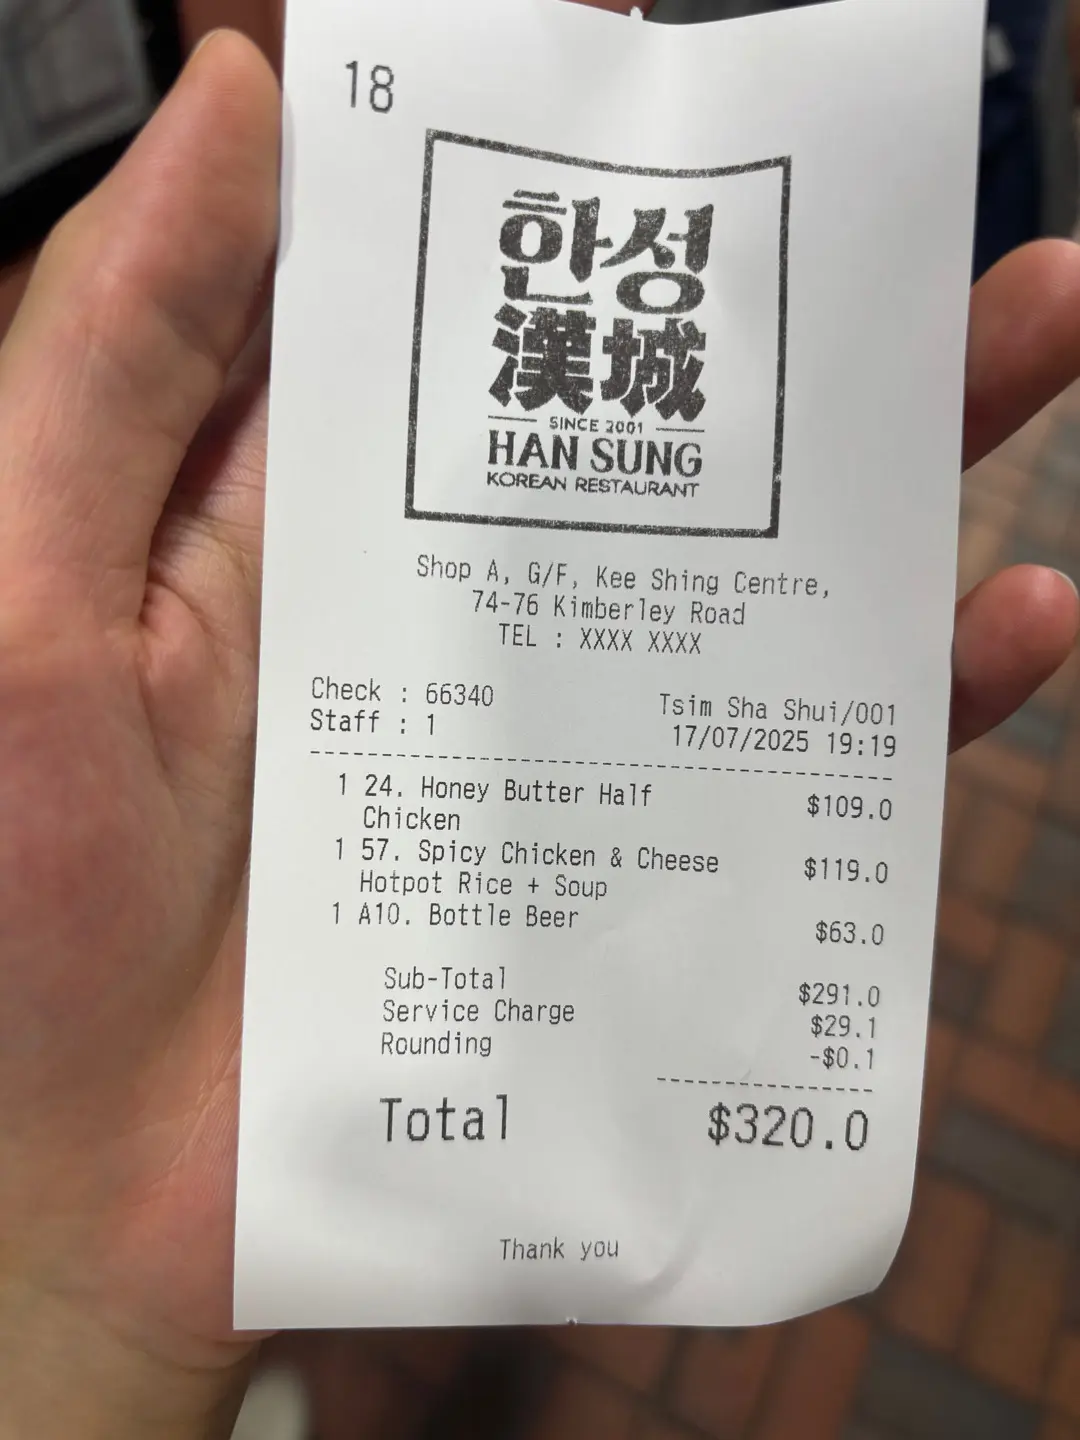 18
한성
漢城
SINCE 2001
HAN SUNG
KOREAN RESTAURANT
Shop A, G/F, Kee Shing Centre,
74-76 Kimberley Road
TEL : XXXX XXXX
Check : 66340
Tsim Sha Shui/001
Staff : 1
17/07/2025 19:19
1 24. Honey Butter Half $109.0
Chicken
1 57. Spicy Chicken & Cheese $119.0
Hotpot Rice + Soup
1 A10. Bottle Beer $63.0
Sub-Total $291.0
Service Charge $29.1
Rounding -$0.1
Total $320.0
Thank you